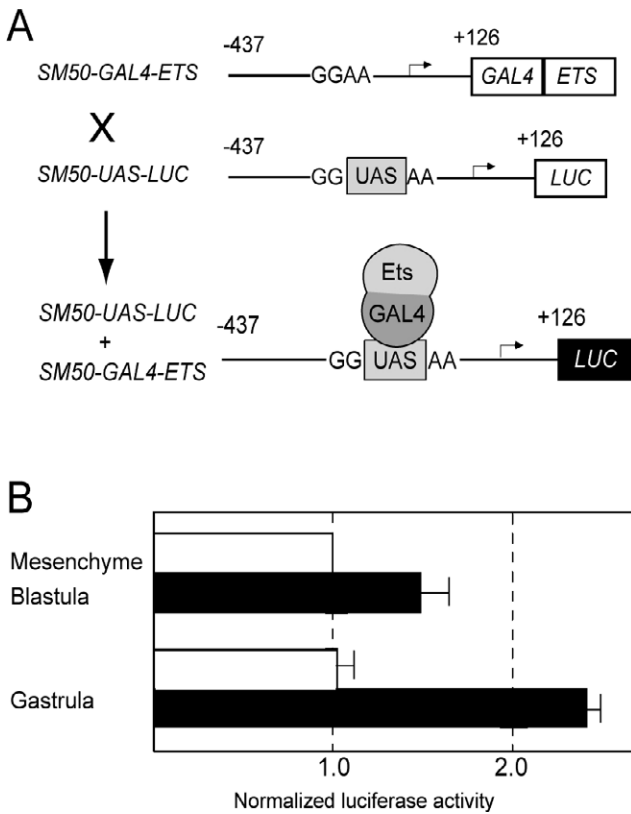 A
SM50-GAL4-ETS
-437
GGAA
+126
GAL4 ETS
X
SM50-UAS-LUC
-437
GG UAS AA
+126
LUC
SM50-UAS-LUC
+
SM50-GAL4-ETS
-437
Ets
GAL4
GG UAS AA
+126
LUC
B
Mesenchyme
Blastula
Gastrula
1.0 2.0
Normalized luciferase activity